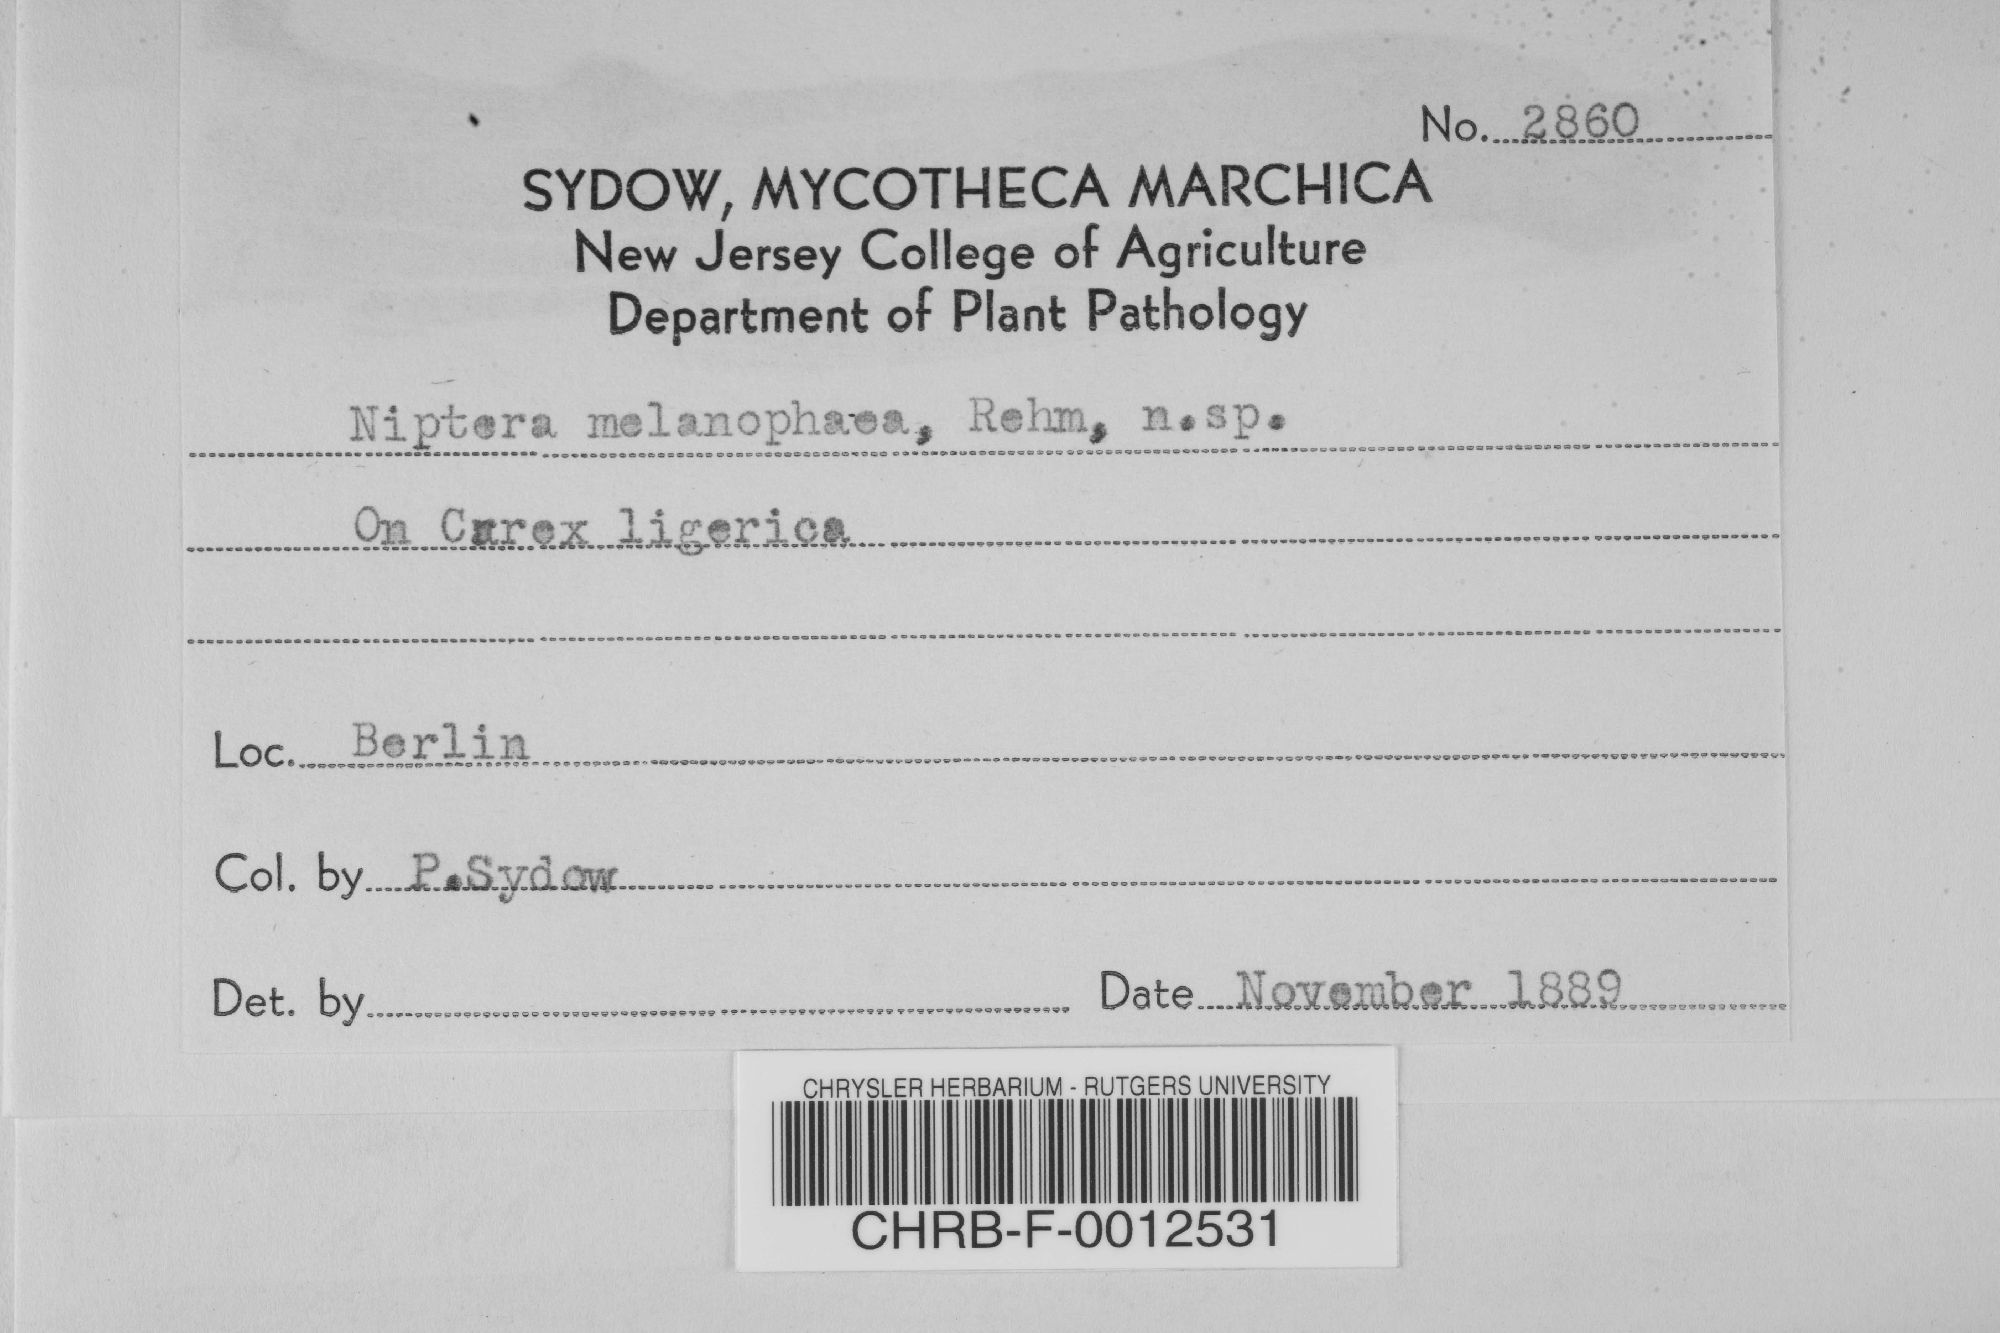 No. 2860
SYDOW, MYCOTHECA MARCHICA
New Jersey College of Agriculture
Department of Plant Pathology
Niptera melanophaea, Rehm, n.sp.
On Carex ligerica
Loc. Berlin
Col. by P.Sydow
Det. by Date November 1889
CHRYSLER HERBARIUM - RUTGERS UNIVERSITY
CHRB-F-0012531